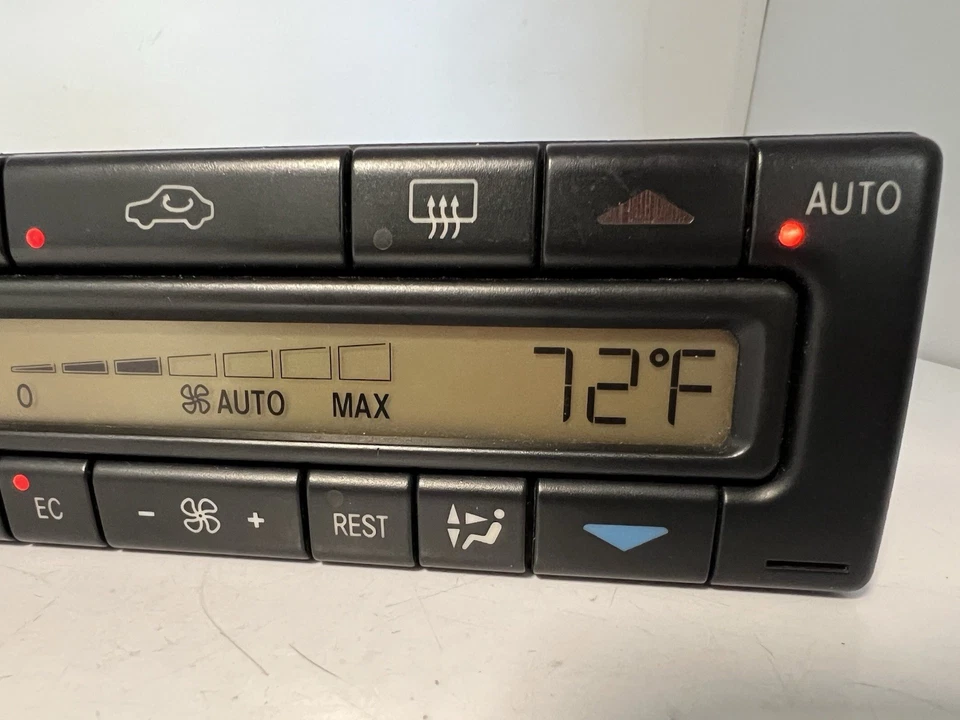 AUTO
72°F
0 AUTO MAX
EC - + REST